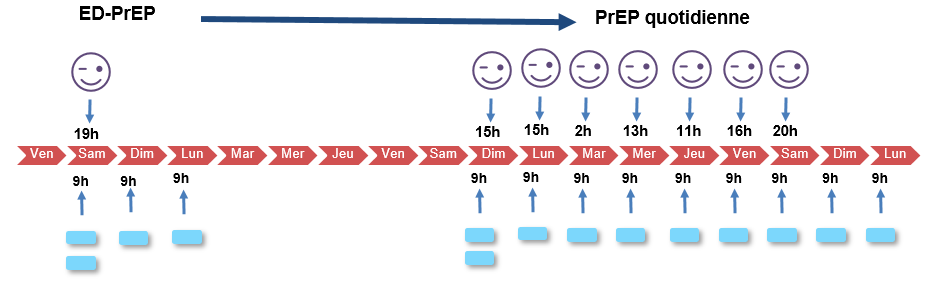 ED-PrEP PrEP quotidienne
19h 15h 15h 2h 13h 11h 16h 20h
Ven Sam Dim Lun Mar Mer Jeu Ven Sam Dim Lun Mar Mer Jeu Ven Sam Dim Lun
9h 9h 9h 9h 9h 9h 9h 9h 9h 9h 9h 9h